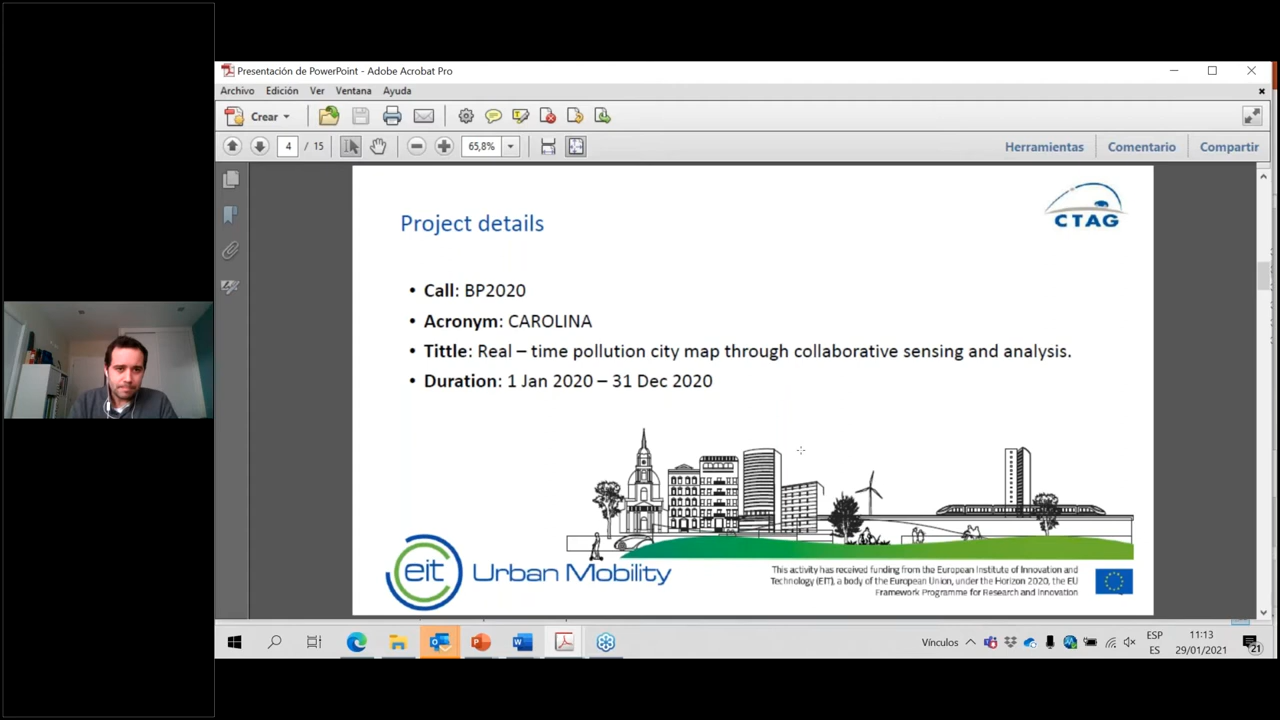 Presentación de PowerPoint - Adobe Acrobat Pro
Archivo Edición Ver Ventana Ayuda
Crear
4 / 15 65,8% Herramientas Comentario Compartir
CTAG
Project details
• Call: BP2020
• Acronym: CAROLINA
• Tittle: Real – time pollution city map through collaborative sensing and analysis.
• Duration: 1 Jan 2020 – 31 Dec 2020
eit Urban Mobility
This activity has received funding from the European Institute of Innovation and
Technology (EIT), a body of the European Union, under the Horizon 2020, the EU
Framework Programme for Research and Innovation
Vínculos ESP 11:13
ES 29/01/2021 21